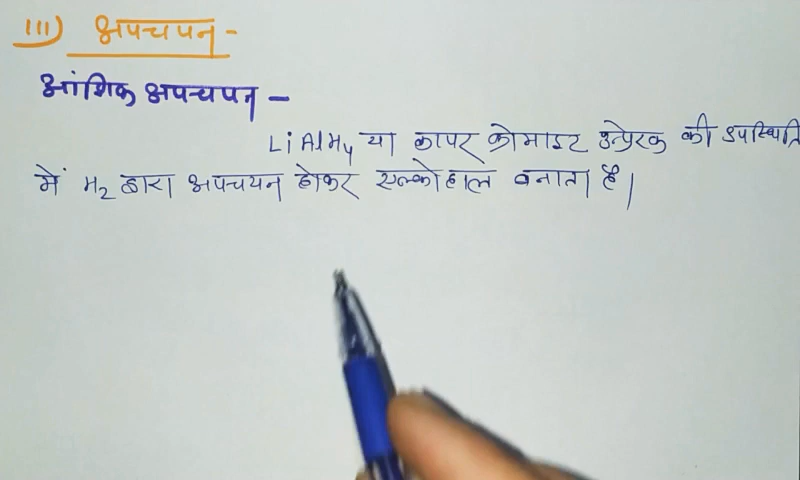 III) अपचयन -
आंशिक अपचयन -
LiAlH4 या कापर क्रोमाइट उत्प्रेरक की उपस्थिति
में H2 द्वारा अपचयन होकर एल्कोहाल बनाता है।